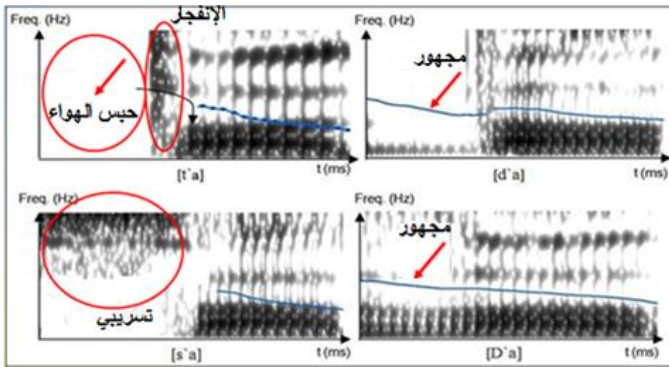 Freq. (Hz)
الإنفجار
حبس الهواء
t (ms)
[t`a]
Freq. (Hz)
مجهور
t (ms)
[d`a]
Freq. (Hz)
تسريبي
t (ms)
[s`a]
Freq. (Hz)
مجهور
t (ms)
[D`a]